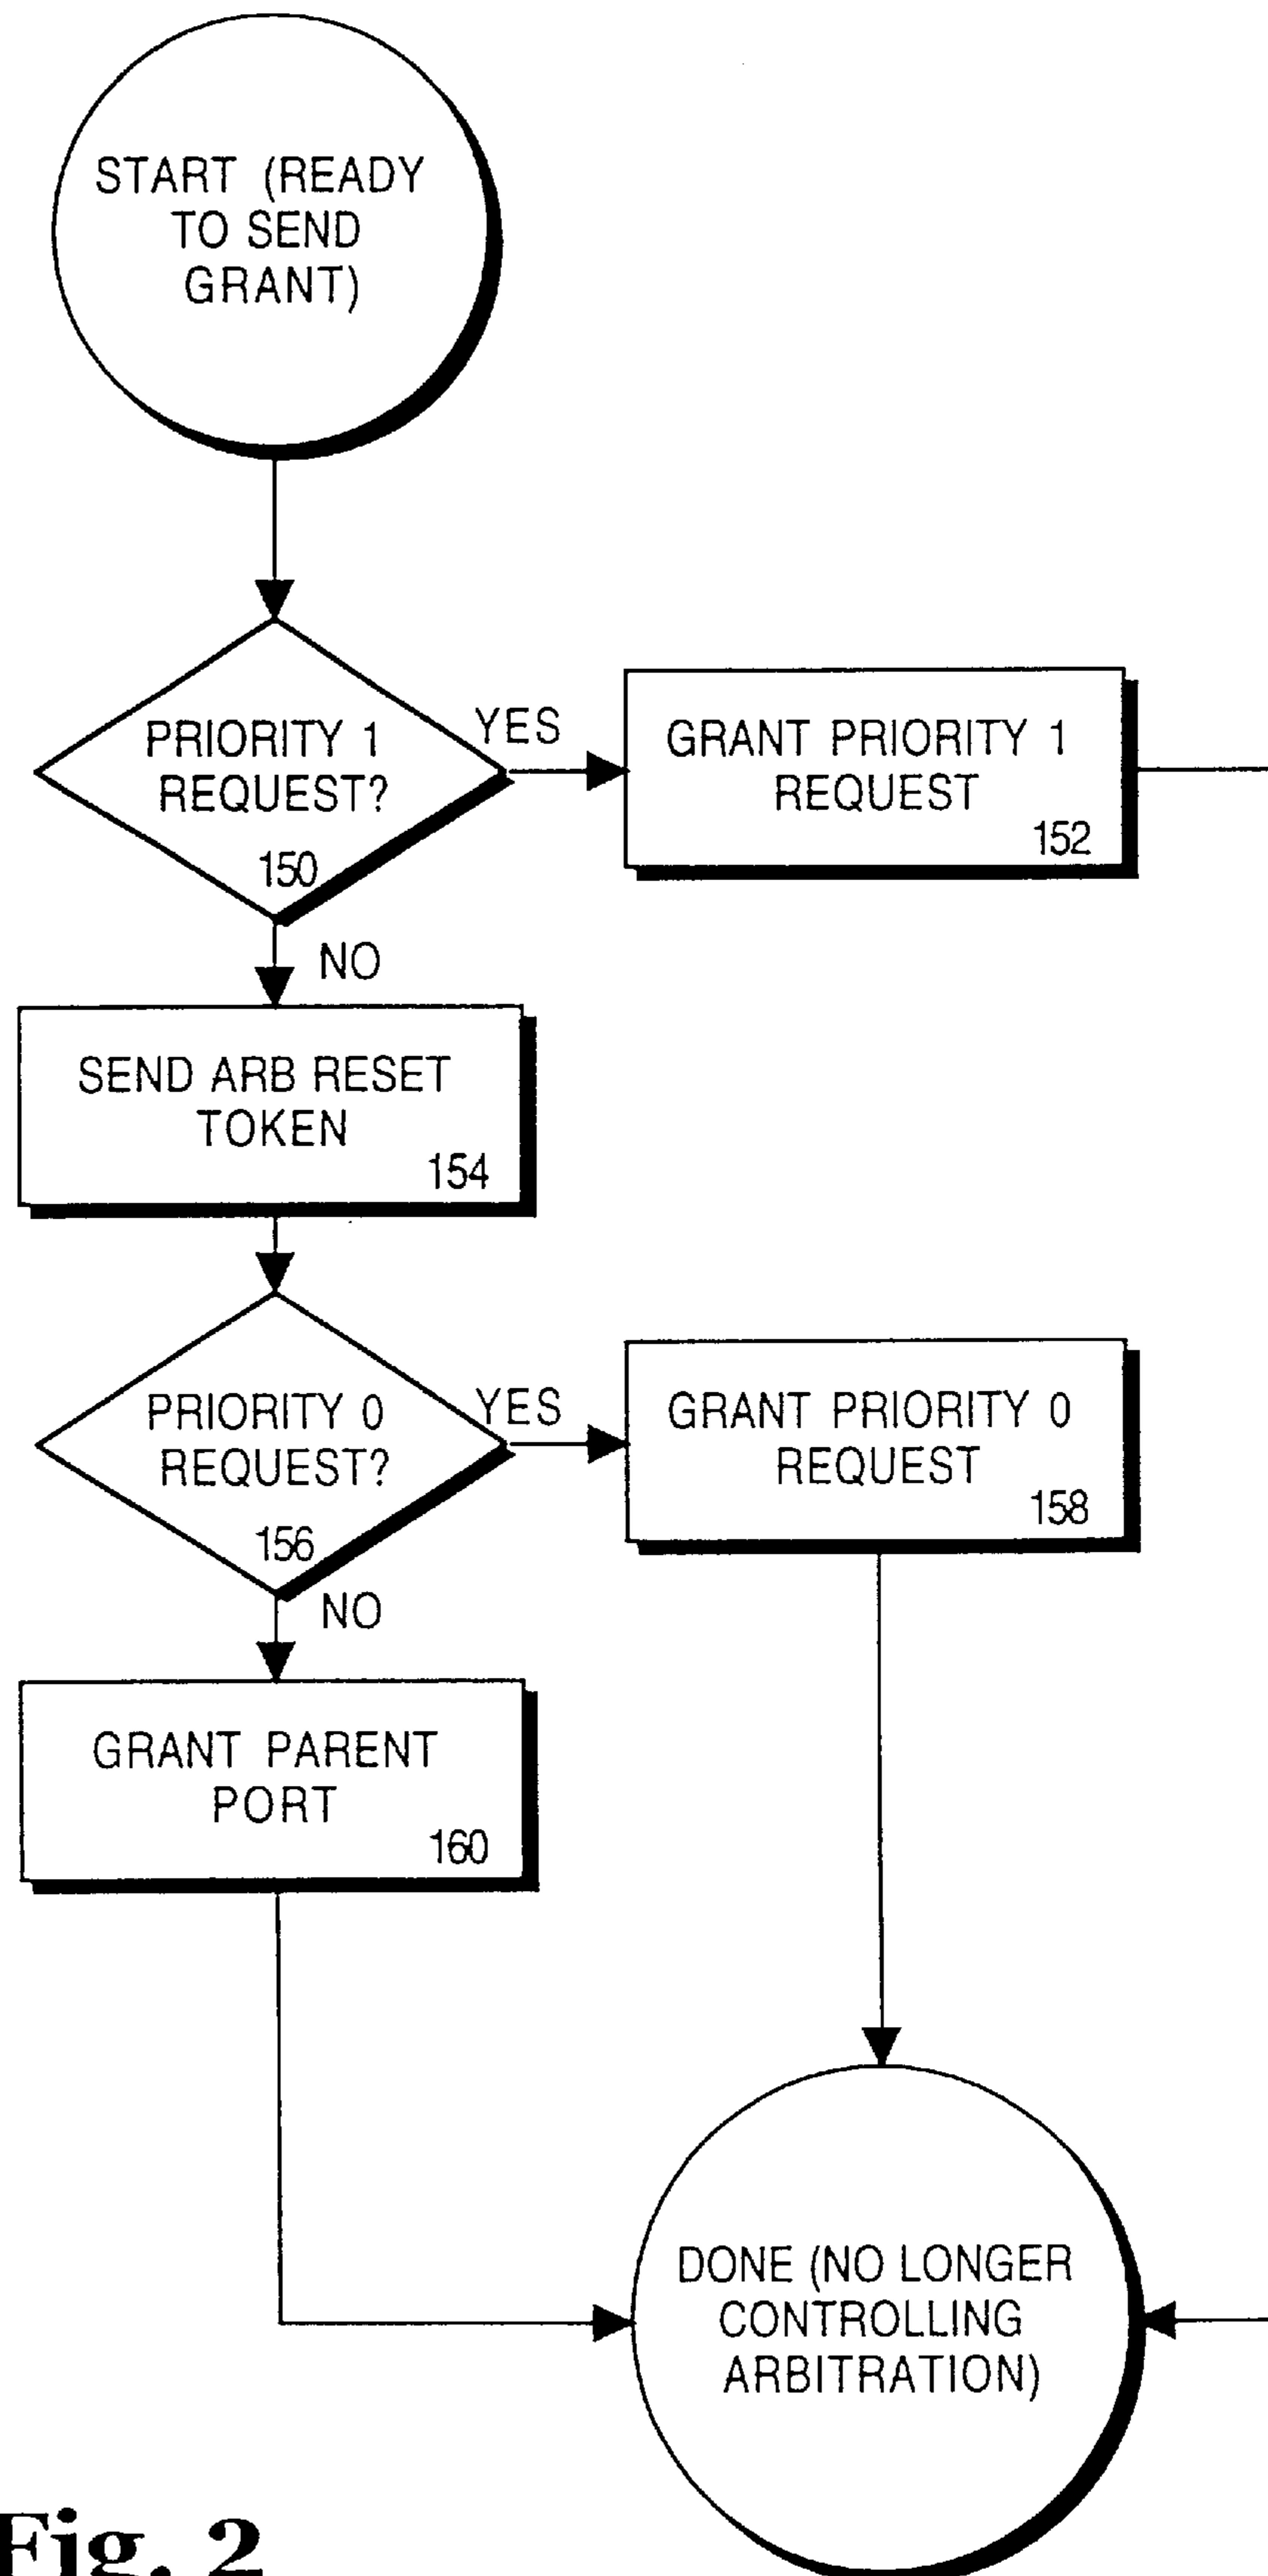 START (READY
TO SEND
GRANT)
PRIORITY 1
REQUEST?
150
YES
GRANT PRIORITY 1
REQUEST
152
NO
SEND ARB RESET
TOKEN
154
PRIORITY 0
REQUEST?
156
YES
GRANT PRIORITY 0
REQUEST
158
NO
GRANT PARENT
PORT
160
DONE (NO LONGER
CONTROLLING
ARBITRATION)
Fig. 2